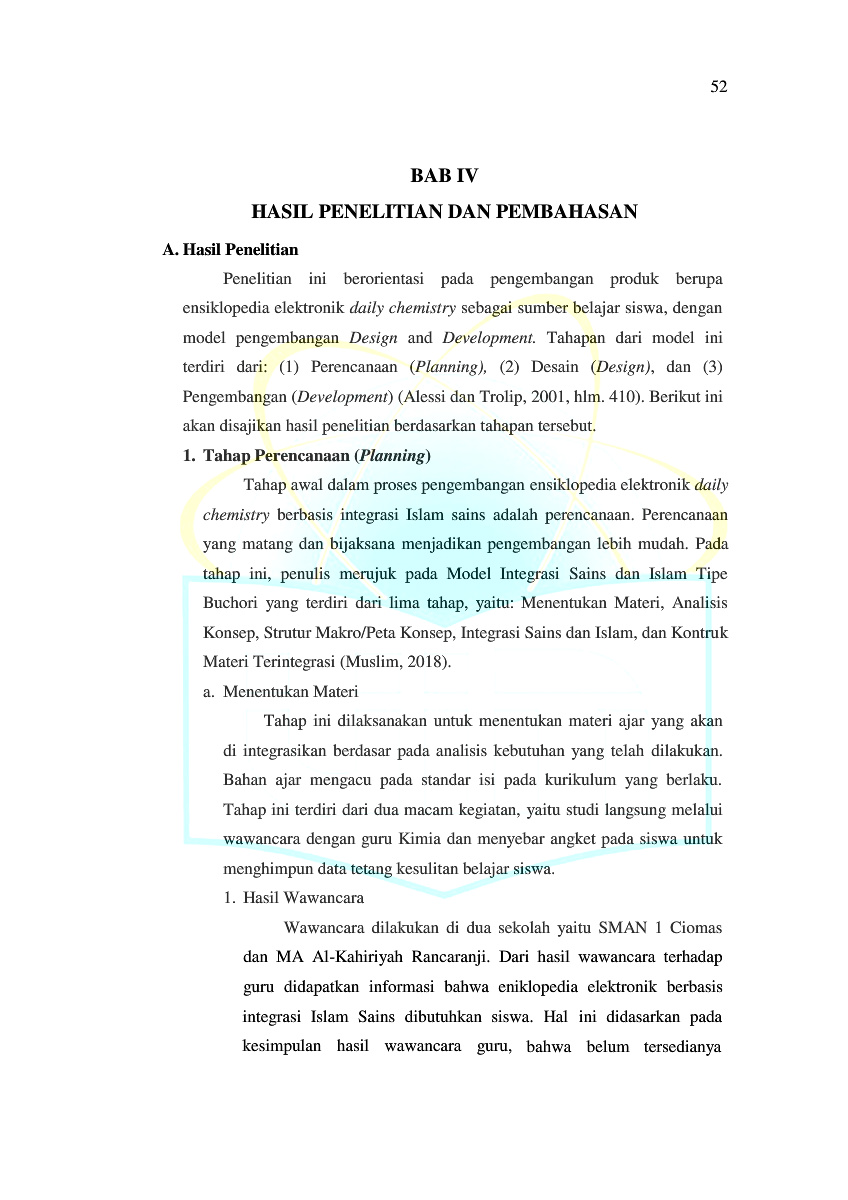 52
BAB IV
HASIL PENELITIAN DAN PEMBAHASAN
A. Hasil Penelitian
Penelitian ini berorientasi pada pengembangan produk berupa
ensiklopedia elektronik daily chemistry sebagai sumber belajar siswa, dengan
model pengembangan Design and Development. Tahapan dari model ini
terdiri dari: (1) Perencanaan (Planning), (2) Desain (Design), dan (3)
Pengembangan (Development) (Alessi dan Trolip, 2001, hlm. 410). Berikut ini
akan disajikan hasil penelitian berdasarkan tahapan tersebut.
1. Tahap Perencanaan (Planning)
Tahap awal dalam proses pengembangan ensiklopedia elektronik daily
chemistry berbasis integrasi Islam sains adalah perencanaan. Perencanaan
yang matang dan bijaksana menjadikan pengembangan lebih mudah. Pada
tahap ini, penulis merujuk pada Model Integrasi Sains dan Islam Tipe
Buchori yang terdiri dari lima tahap, yaitu: Menentukan Materi, Analisis
Konsep, Strutur Makro/Peta Konsep, Integrasi Sains dan Islam, dan Kontruk
Materi Terintegrasi (Muslim, 2018).
a. Menentukan Materi
Tahap ini dilaksanakan untuk menentukan materi ajar yang akan
di integrasikan berdasar pada analisis kebutuhan yang telah dilakukan.
Bahan ajar mengacu pada standar isi pada kurikulum yang berlaku.
Tahap ini terdiri dari dua macam kegiatan, yaitu studi langsung melalui
wawancara dengan guru Kimia dan menyebar angket pada siswa untuk
menghimpun data tetang kesulitan belajar siswa.
1. Hasil Wawancara
Wawancara dilakukan di dua sekolah yaitu SMAN 1 Ciomas
dan MA Al-Kahiriyah Rancaranji. Dari hasil wawancara terhadap
guru didapatkan informasi bahwa eniklopedia elektronik berbasis
integrasi Islam Sains dibutuhkan siswa. Hal ini didasarkan pada
kesimpulan hasil wawancara guru, bahwa belum tersedianya